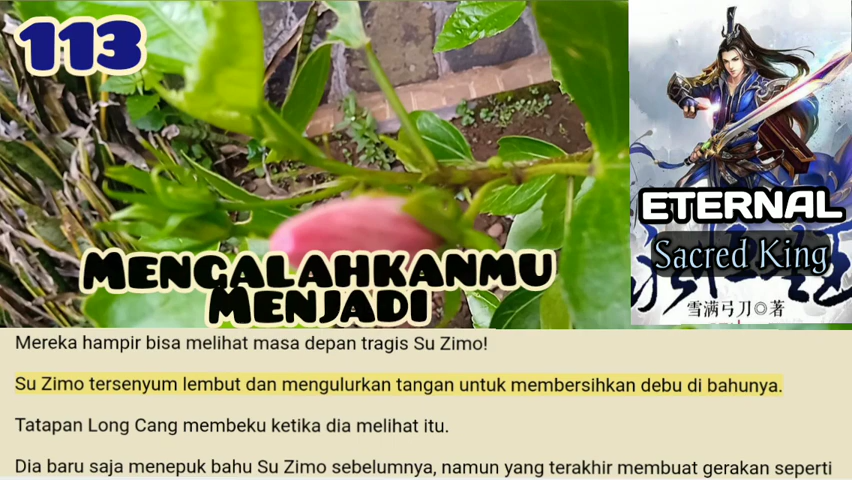 113
MENGALAHKANMU
MENJADI
ETERNAL
Sacred King
雪满弓刀◎著
Mereka hampir bisa melihat masa depan tragis Su Zimo!
Su Zimo tersenyum lembut dan mengulurkan tangan untuk membersihkan debu di bahunya.
Tatapan Long Cang membeku ketika dia melihat itu.
Dia baru saja menepuk bahu Su Zimo sebelumnya, namun yang terakhir membuat gerakan seperti